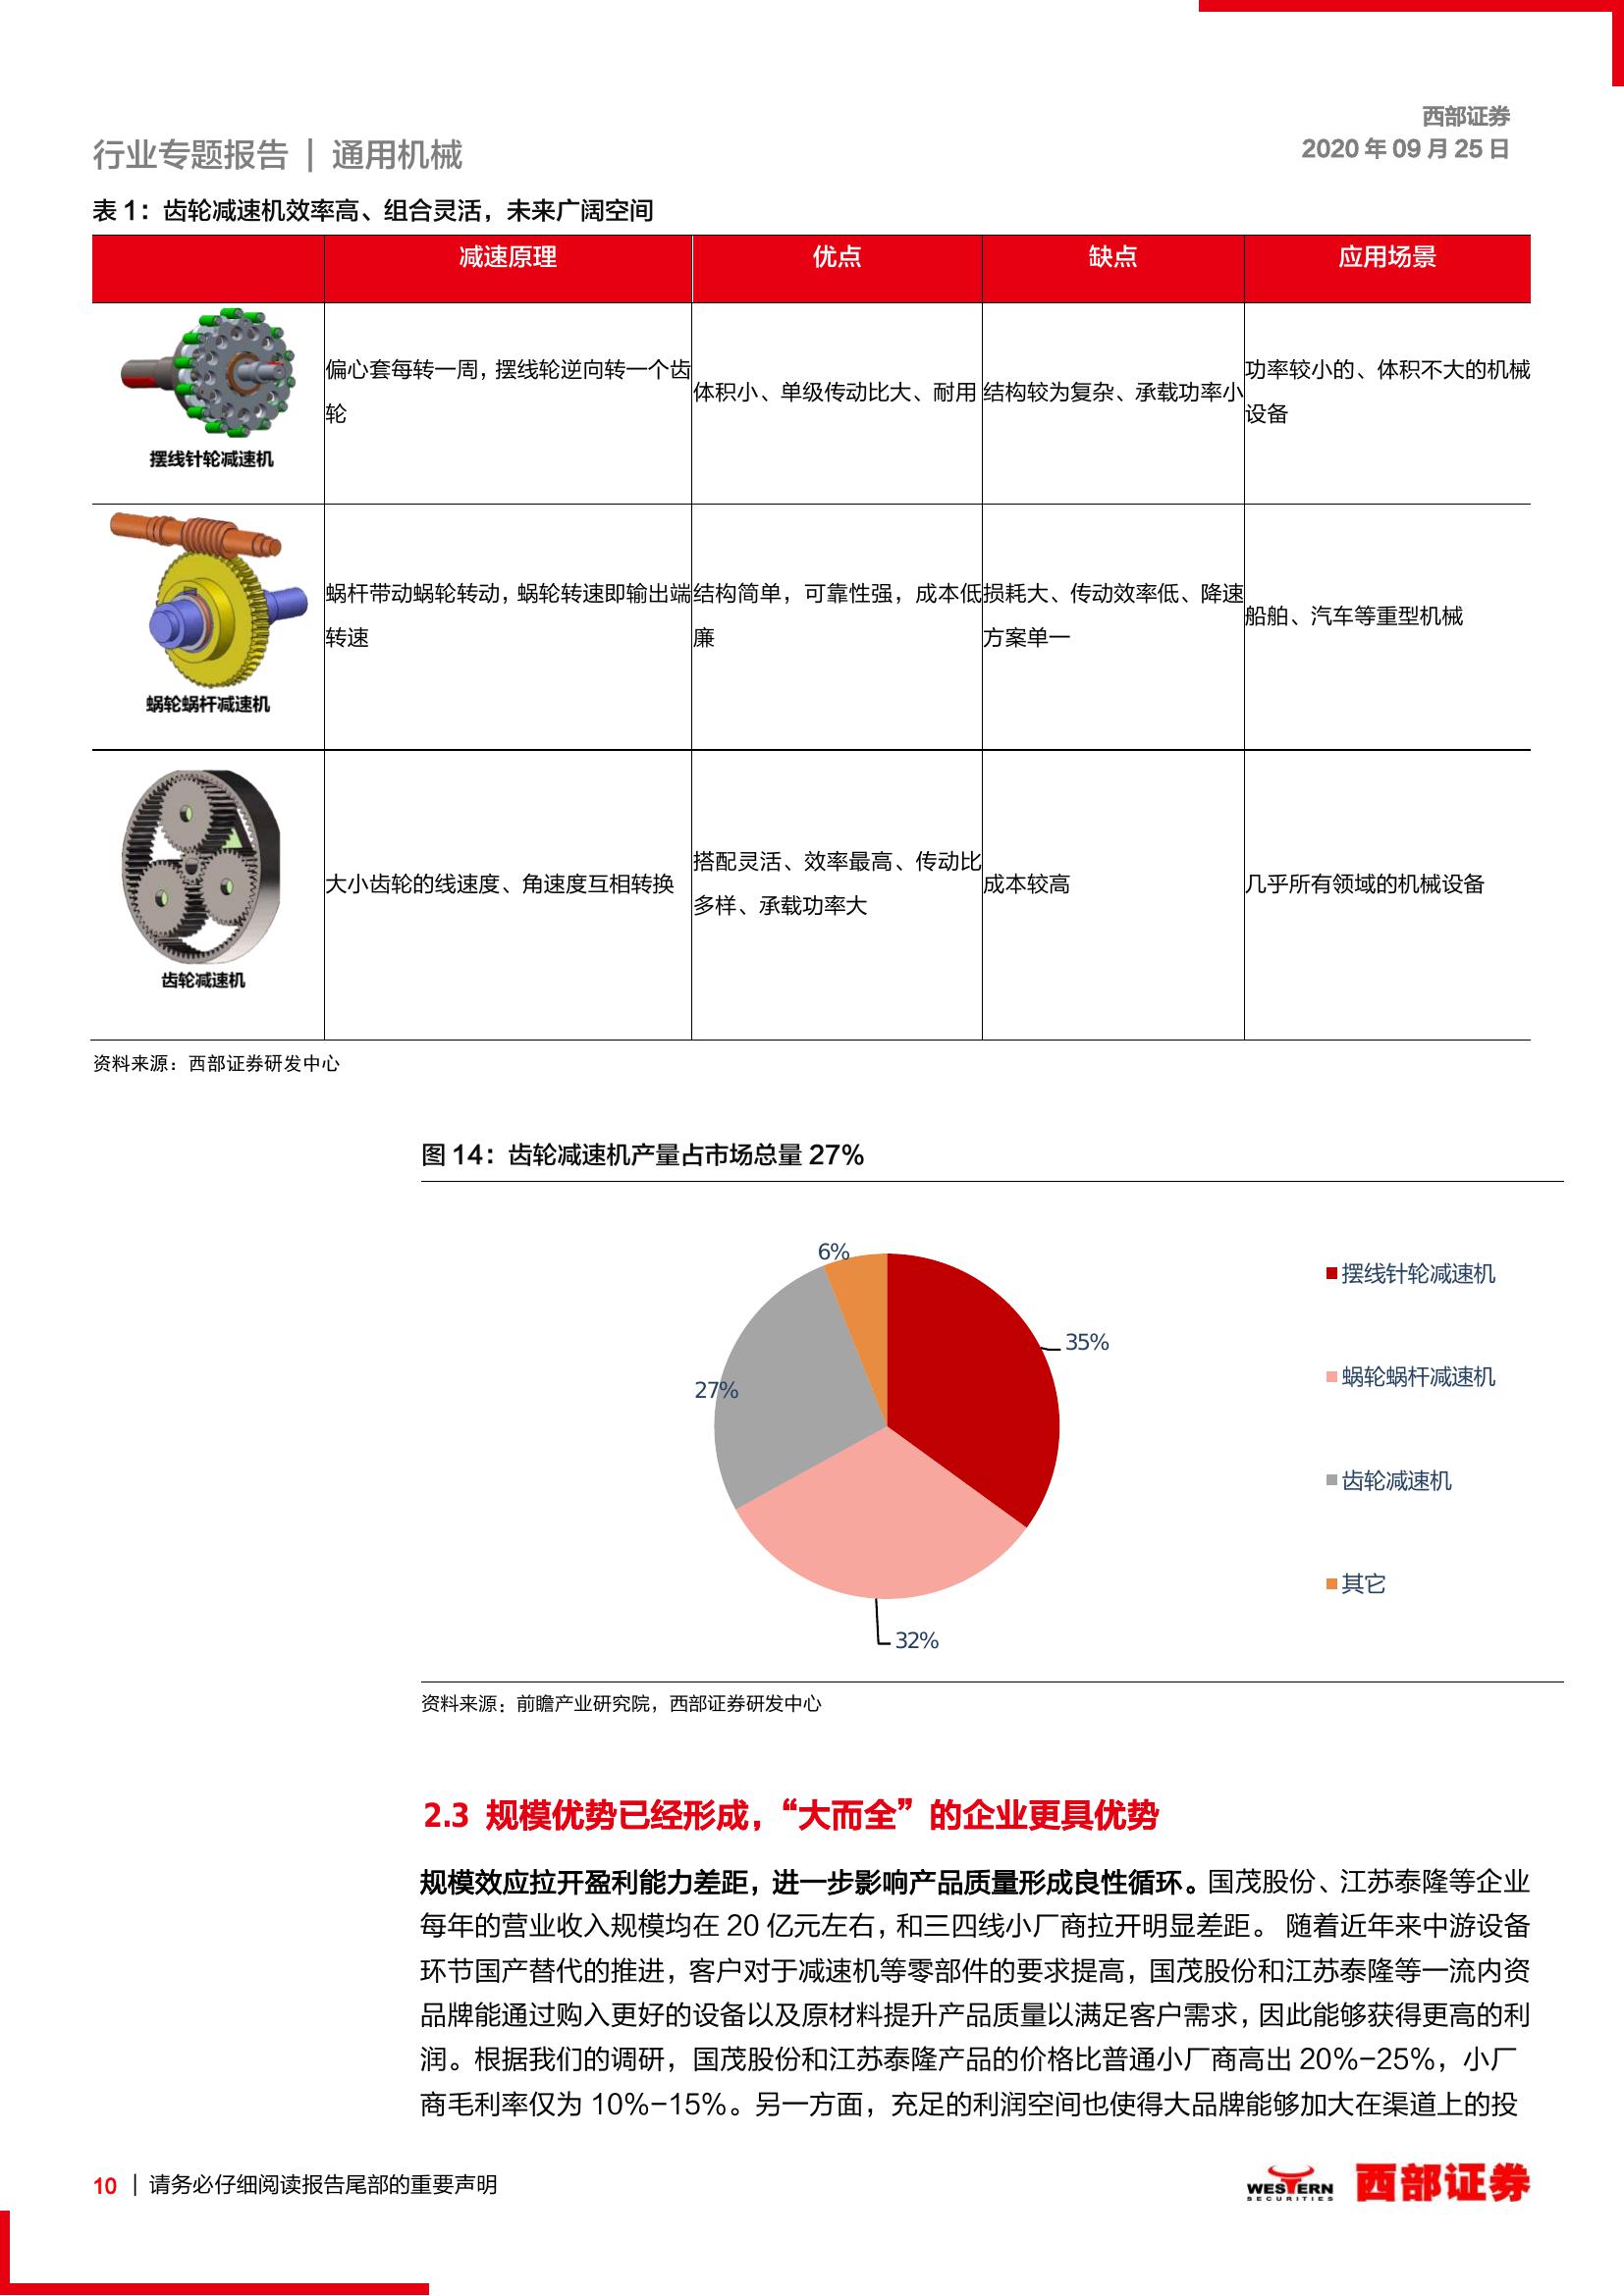 西部证券
2020 年 09 月 25 日
行业专题报告 | 通用机械
表 1：齿轮减速机效率高、组合灵活，未来广阔空间
减速原理 优点 缺点 应用场景
摆线针轮减速机
偏心套每转一周，摆线轮逆向转一个齿
轮
体积小、单级传动比大、耐用
结构较为复杂、承载功率小
功率较小的、体积不大的机械
设备
蜗轮蜗杆减速机
蜗杆带动蜗轮转动，蜗轮转速即输出端
转速
结构简单，可靠性强，成本低
廉
损耗大、传动效率低、降速
方案单一
船舶、汽车等重型机械
齿轮减速机
大小齿轮的线速度、角速度互相转换
搭配灵活、效率最高、传动比
多样、承载功率大
成本较高
几乎所有领域的机械设备
资料来源：西部证券研发中心
图 14：齿轮减速机产量占市场总量 27%
6%
35%
27%
32%
摆线针轮减速机
蜗轮蜗杆减速机
齿轮减速机
其它
资料来源：前瞻产业研究院，西部证券研发中心
2.3 规模优势已经形成，“大而全”的企业更具优势
规模效应拉开盈利能力差距，进一步影响产品质量形成良性循环。国茂股份、江苏泰隆等企业
每年的营业收入规模均在 20 亿元左右，和三四线小厂商拉开明显差距。 随着近年来中游设备
环节国产替代的推进，客户对于减速机等零部件的要求提高，国茂股份和江苏泰隆等一流内资
品牌能通过购入更好的设备以及原材料提升产品质量以满足客户需求，因此能够获得更高的利
润。根据我们的调研，国茂股份和江苏泰隆产品的价格比普通小厂商高出 20%-25%，小厂
商毛利率仅为 10%-15%。另一方面，充足的利润空间也使得大品牌能够加大在渠道上的投
10 | 请务必仔细阅读报告尾部的重要声明
WESTERN
SECURITIES
西部证券